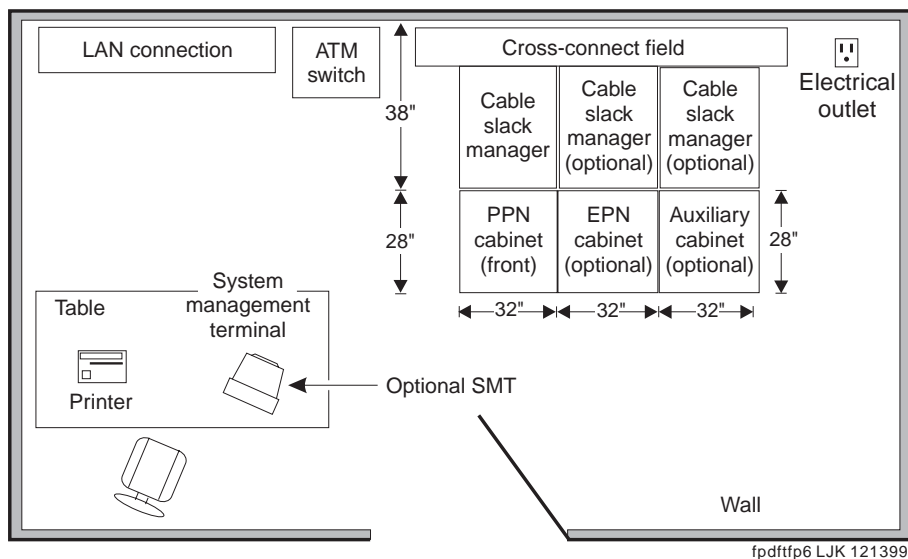 LAN connection
ATM
switch
Cross-connect field
Electrical
outlet
38"
Cable
slack
manager
Cable
slack
manager
(optional)
Cable
slack
manager
(optional)
28"
PPN
cabinet
(front)
EPN
cabinet
(optional)
Auxiliary
cabinet
(optional)
28"
32"
32"
32"
Table
System
management
terminal
Printer
Optional SMT
Wall
fpdftfp6 LJK 121399